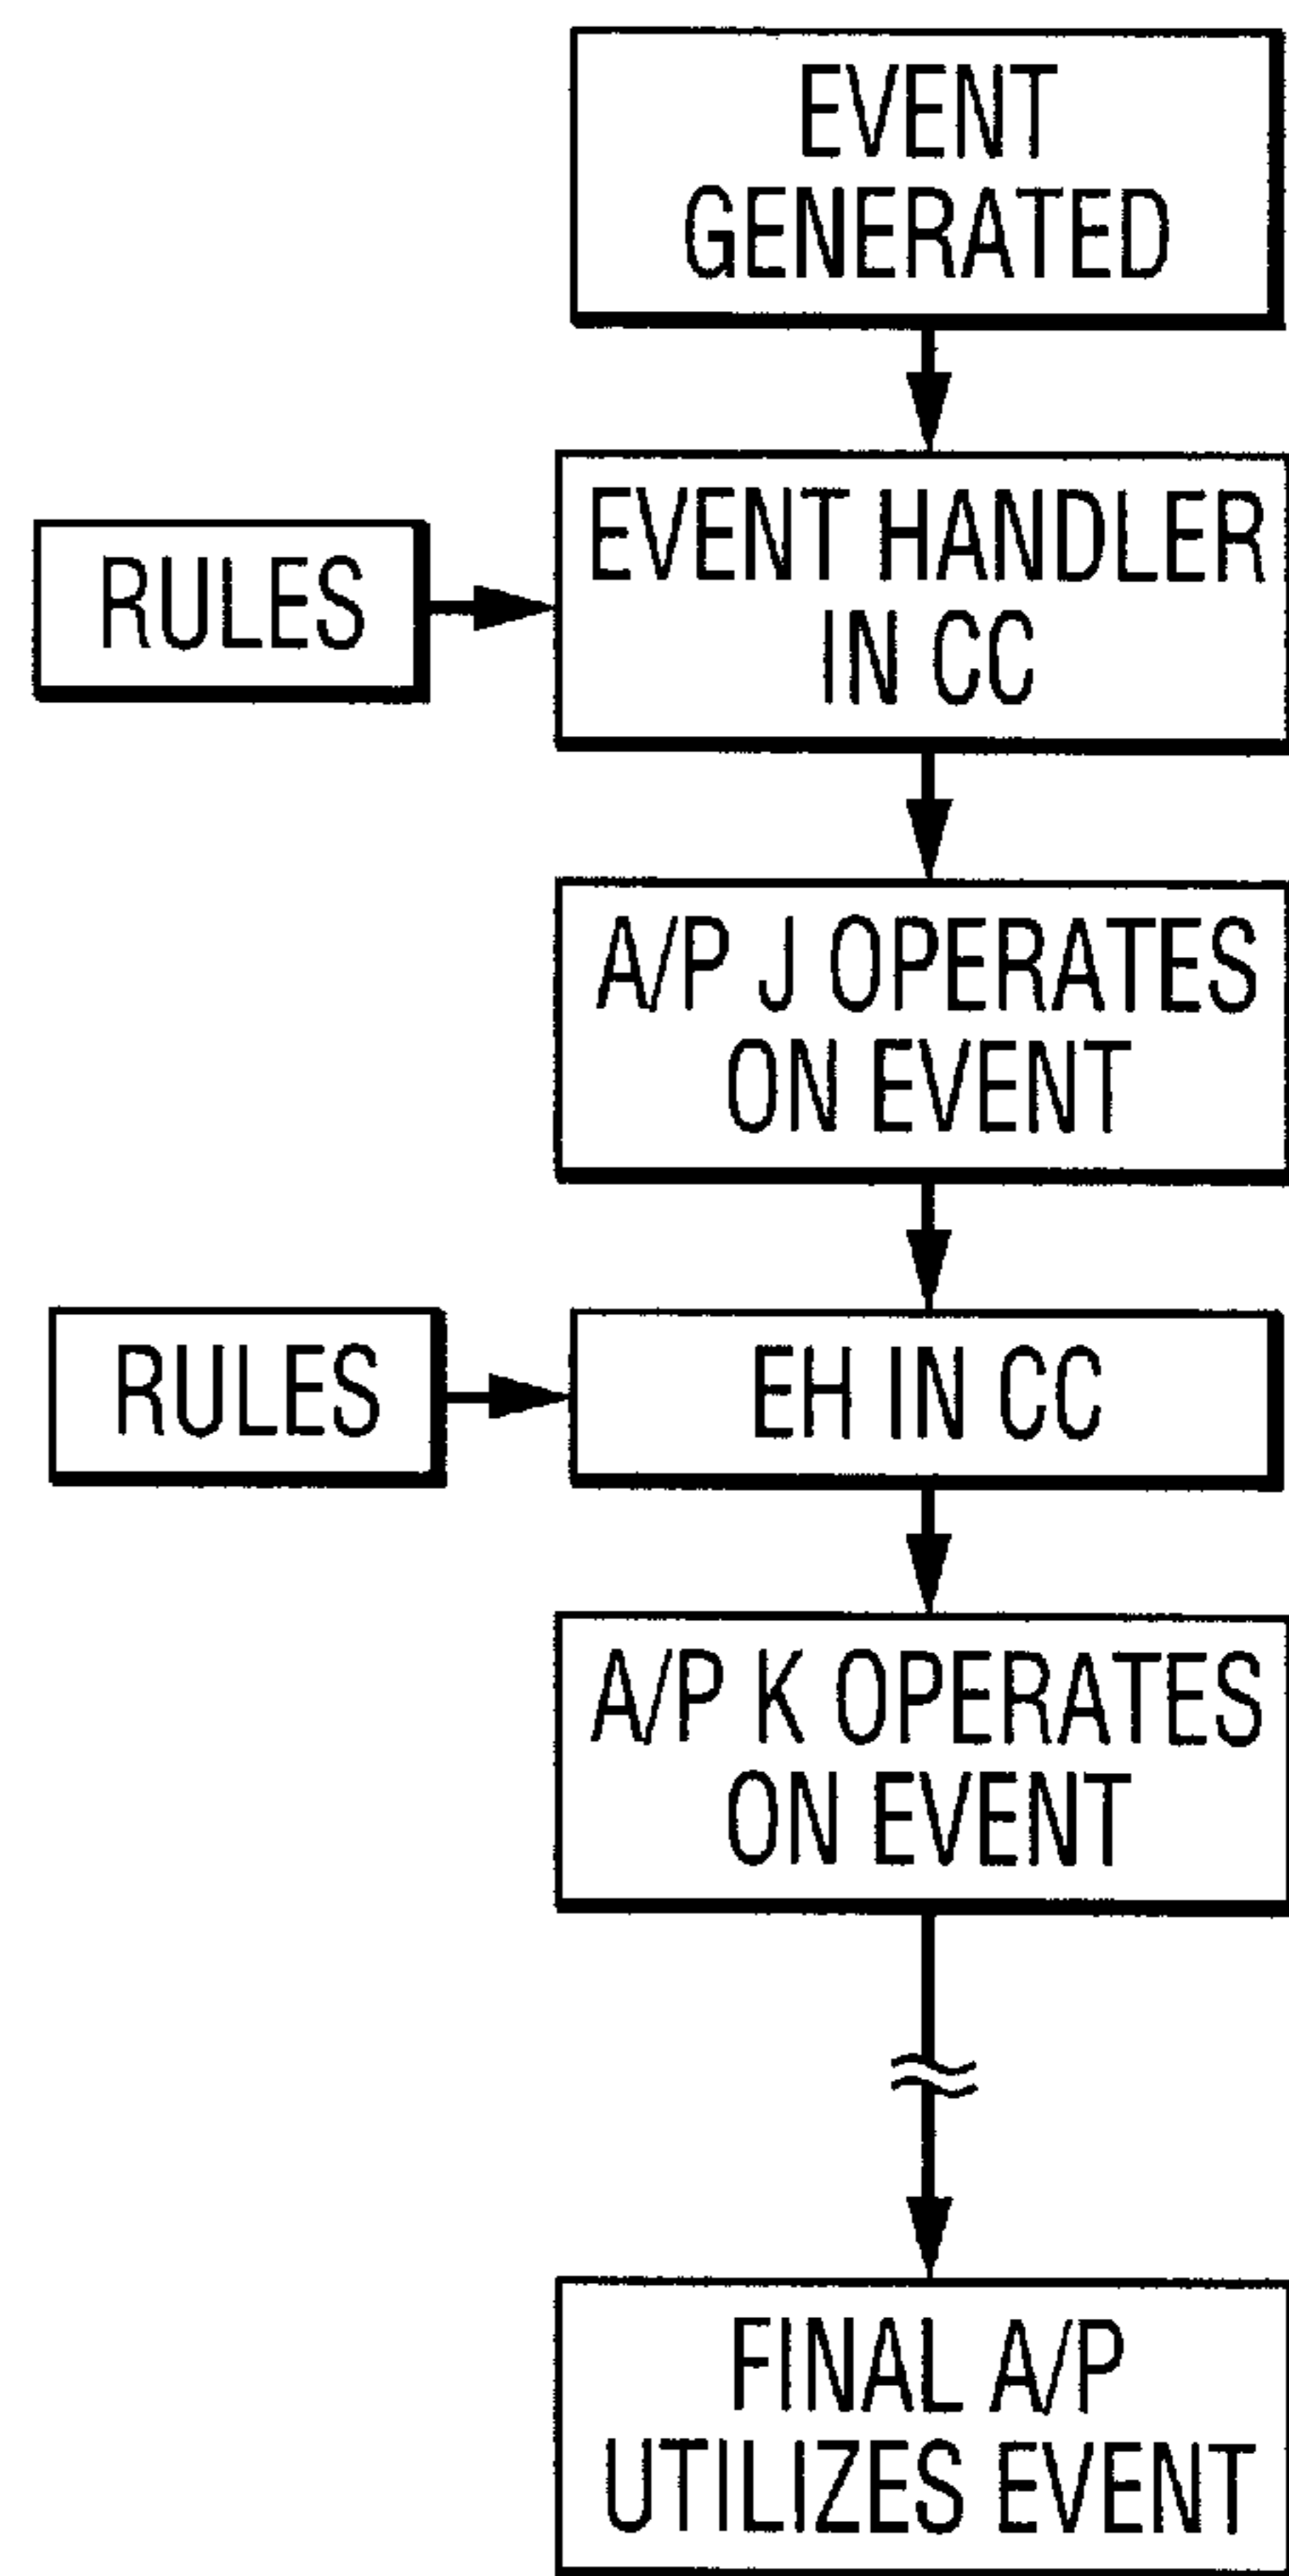 EVENT
GENERATED
RULES
EVENT HANDLER
IN CC
A/P J OPERATES
ON EVENT
RULES
EH IN CC
A/P K OPERATES
ON EVENT
FINAL A/P
UTILIZES EVENT